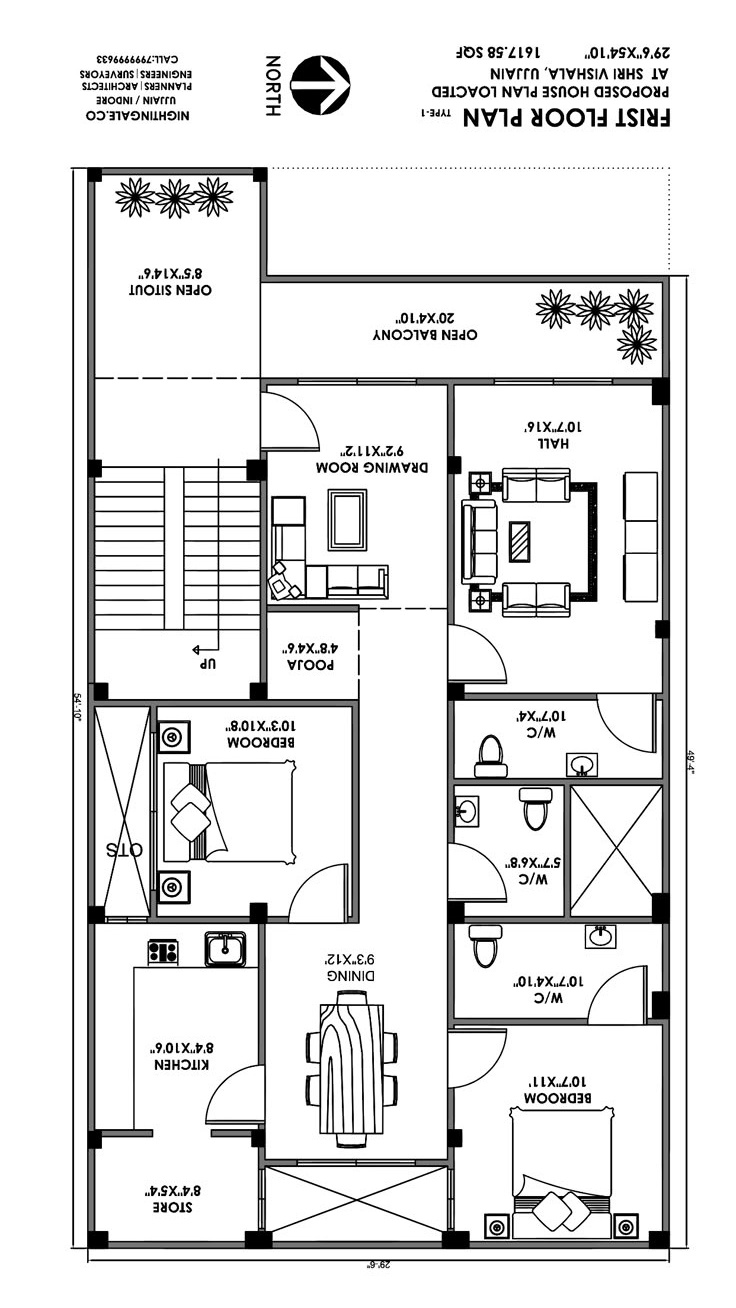 FRIST FLOOR PLAN TYPE-1
PROPOSED HOUSE PLAN LOACTED
AT SHRI VISHALA, UJJAIN
29'6"X54'10" 1617.58 SQF
NORTH
NIGHTINGALE.CO
UJJAIN / INDORE
PLANNERS|ARCHITECTS
ENGINEERS|SURVEYORS
CALL:7999999633
OPEN SITOUT
8'5"X14'6"
OPEN BALCONY
20'X4'10"
HALL
10'7"X16'
DRAWING ROOM
9'2"X11'2"
UP
POOJA
4'8"X4'6"
54'-10"
W/C
10'7"X4'
BEDROOM
10'3"X10'8"
49'-4"
OTS
W/C
5'7"X6'8"
W/C
10'7"X4'10"
DINING
9'3"X12'
KITCHEN
8'4"X10'6"
BEDROOM
10'7"X11'
STORE
8'4"X5'4"
29'-6"